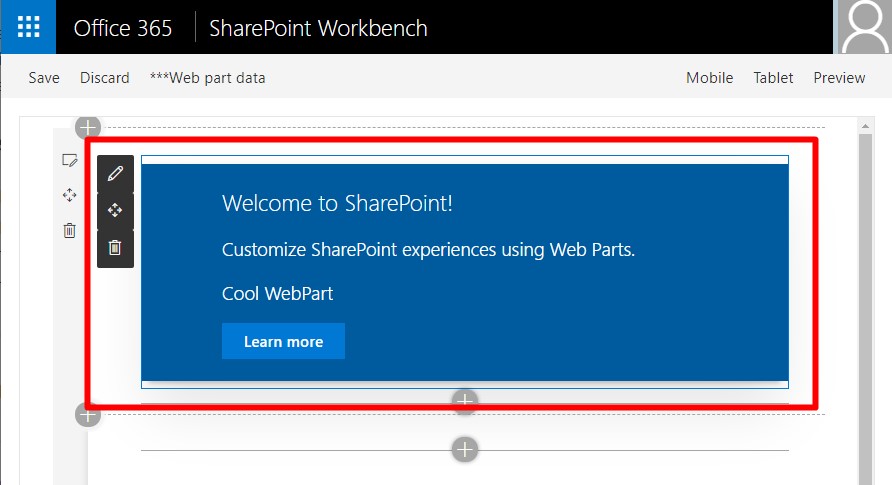 Office 365 SharePoint Workbench
Save Discard ***Web part data Mobile Tablet Preview
Welcome to SharePoint!
Customize SharePoint experiences using Web Parts.
Cool WebPart
Learn more